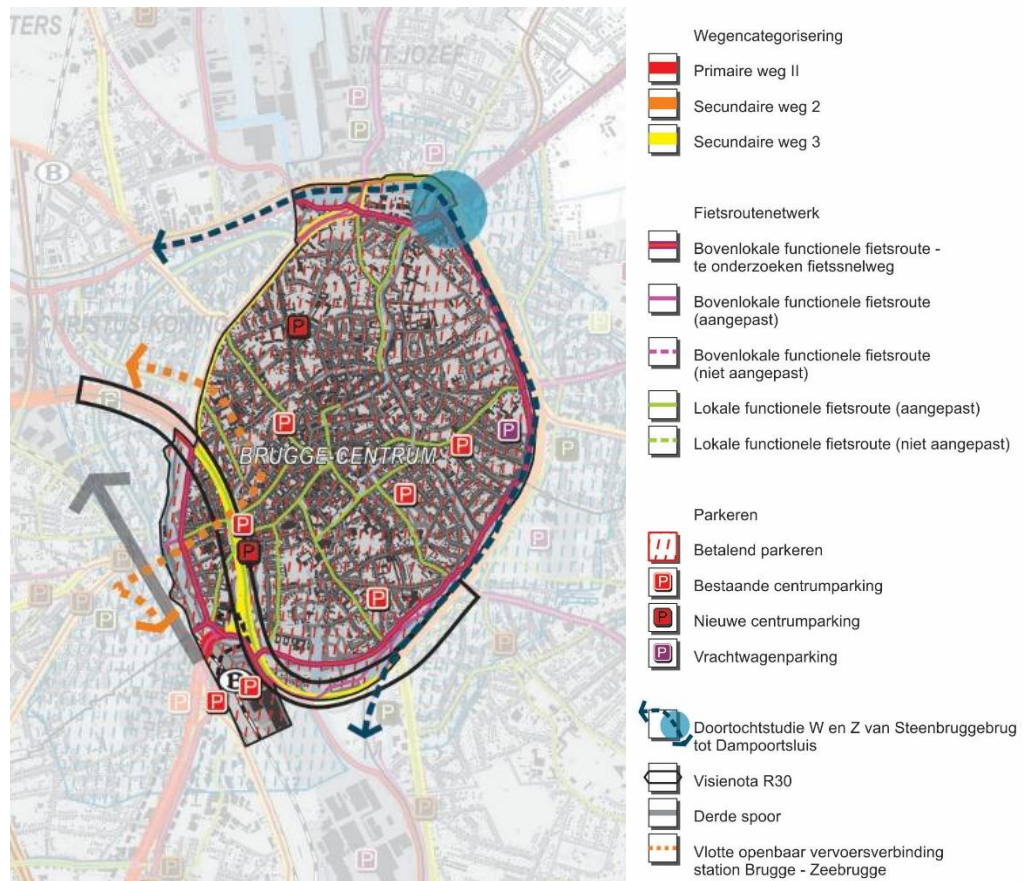 TERS
SINT-JOZEF
P
P
P
B
CHRISTUS-KONING
P
P
P
P
P
P
BRUGGE-CENTRUM
P
P
P
P
P
P
P
P
B
P
P
P
P
P
P
Wegencategorisering
Primaire weg II
Secundaire weg 2
Secundaire weg 3
Fietsroutenetwerk
Bovenlokale functionele fietsroute -
te onderzoeken fietssnelweg
Bovenlokale functionele fietsroute
(aangepast)
Bovenlokale functionele fietsroute
(niet aangepast)
Lokale functionele fietsroute (aangepast)
Lokale functionele fietsroute (niet aangepast)
Parkeren
Betalend parkeren
P Bestaande centrumparking
P Nieuwe centrumparking
P Vrachtwagenparking
Doortochtstudie W en Z van Steenbruggebrug
tot Dampoortsluis
Visienota R30
Derde spoor
Vlotte openbaar vervoersverbinding
station Brugge - Zeebrugge